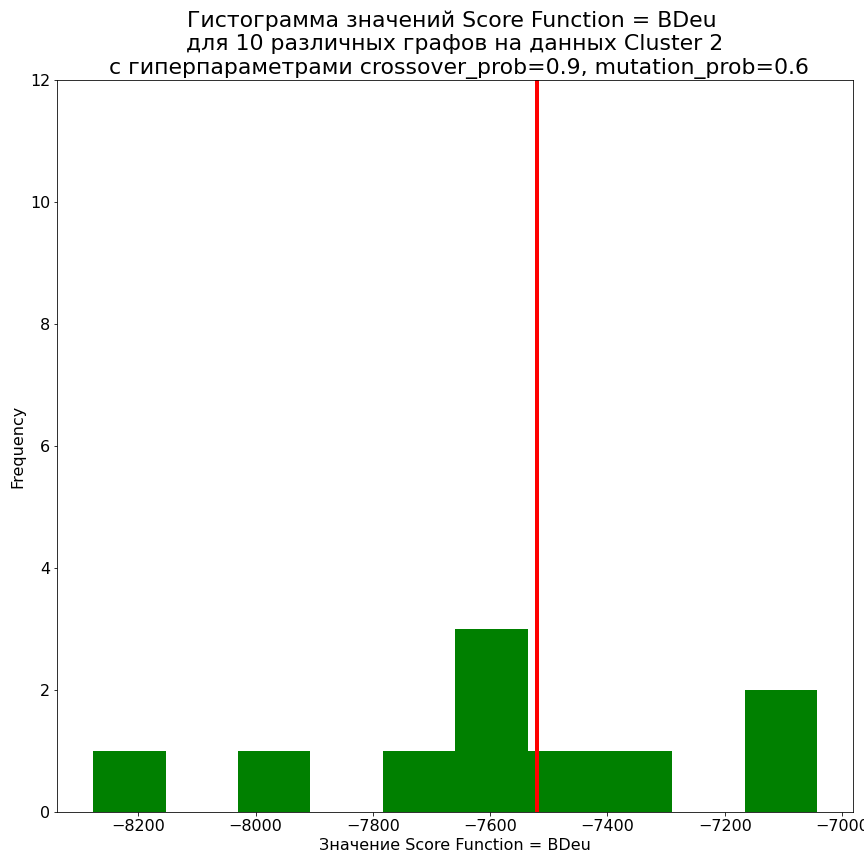 Гистограмма значений Score Function = BDeu
для 10 различных графов на данных Cluster 2
с гиперпараметрами crossover_prob=0.9, mutation_prob=0.6
12
10
8
6
4
2
0
Frequency
−8200 −8000 −7800 −7600 −7400 −7200 −7000
Значение Score Function = BDeu